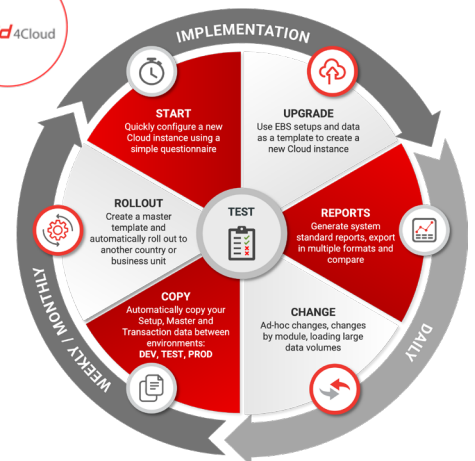 d 4Cloud
IMPLEMENTATION
START
Quickly configure a new
Cloud instance using a
simple questionnaire
UPGRADE
Use EBS setups and data
as a template to create a
new Cloud instance
ROLLOUT
Create a master
template and
automatically roll out to
another country or
business unit
TEST
REPORTS
Generate system
standard reports, export
in multiple formats and
compare
COPY
Automatically copy your
Setup, Master and
Transaction data between
environments:
DEV, TEST, PROD
CHANGE
Ad-hoc changes, changes
by module, loading large
data volumes
DAILY
WEEKLY / MONTHLY